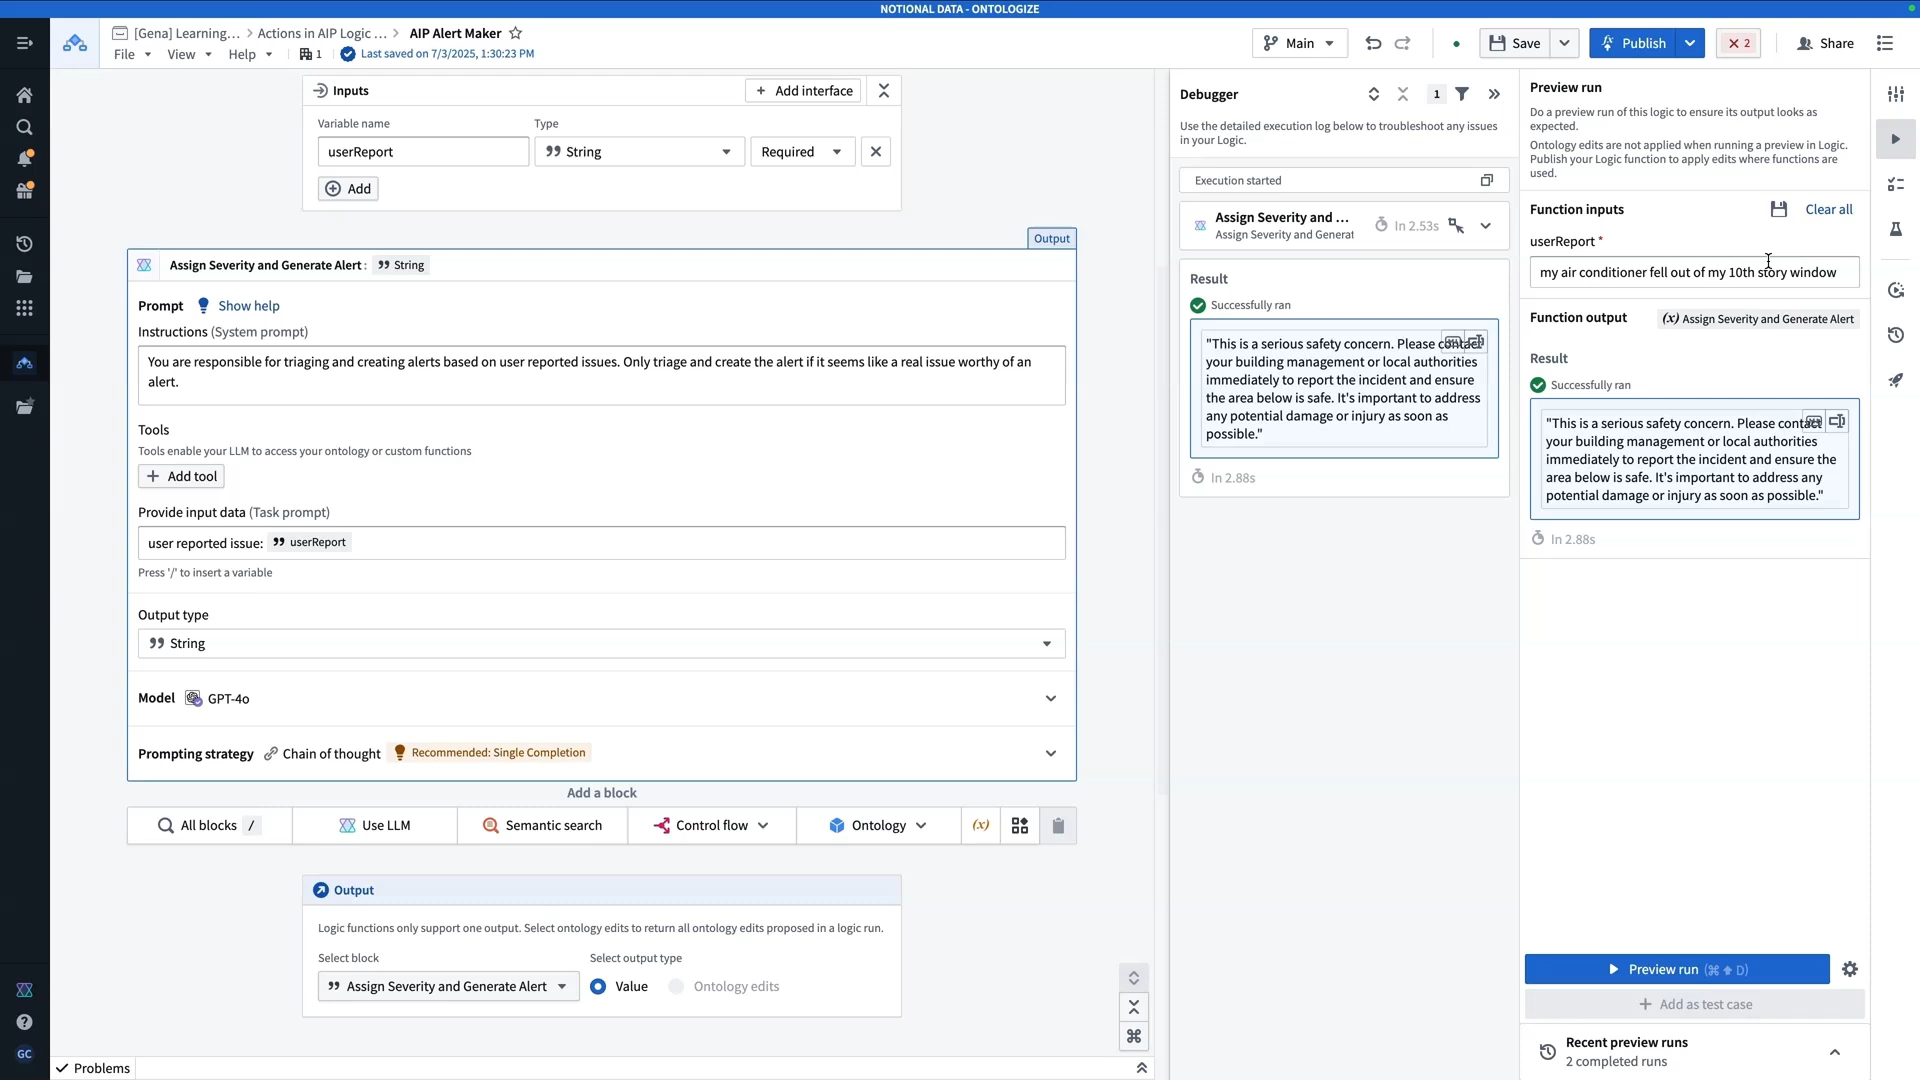 NOTIONAL DATA - ONTOLOGIZE
[Gena] Learning... > Actions in AIP Logic ... > AIP Alert Maker
File View Help 1 Last saved on 7/3/2025, 1:30:23 PM
Main Save Publish 2 Share
Inputs
Add interface
Variable name Type
userReport String Required
Add
Output
Assign Severity and Generate Alert : String
Prompt Show help
Instructions (System prompt)
You are responsible for triaging and creating alerts based on user reported issues. Only triage and create the alert if it seems like a real issue worthy of an
alert.
Tools
Tools enable your LLM to access your ontology or custom functions
Add tool
Provide input data (Task prompt)
user reported issue: userReport
Press '/' to insert a variable
Output type
String
Model GPT-4o
Prompting strategy Chain of thought Recommended: Single Completion
Add a block
All blocks / Use LLM Semantic search Control flow Ontology (x)
Output
Logic functions only support one output. Select ontology edits to return all ontology edits proposed in a logic run.
Select block Select output type
Assign Severity and Generate Alert Value Ontology edits
Problems
GC
Debugger 1
Use the detailed execution log below to troubleshoot any issues
in your Logic.
Execution started
Assign Severity and ... In 2.53s
Assign Severity and Generat
Result
Successfully ran
"This is a serious safety concern. Please contact
your building management or local authorities
immediately to report the incident and ensure
the area below is safe. It's important to address
any potential damage or injury as soon as
possible."
In 2.88s
Preview run
Do a preview run of this logic to ensure its output looks as
expected.
Ontology edits are not applied when running a preview in Logic.
Publish your Logic function to apply edits where functions are
used.
Function inputs Clear all
userReport *
my air conditioner fell out of my 10th story window
Function output (x) Assign Severity and Generate Alert
Result
Successfully ran
"This is a serious safety concern. Please contact
your building management or local authorities
immediately to report the incident and ensure the
area below is safe. It's important to address any
potential damage or injury as soon as possible."
In 2.88s
Preview run (⌘ ⬆ D)
Add as test case
Recent preview runs
2 completed runs